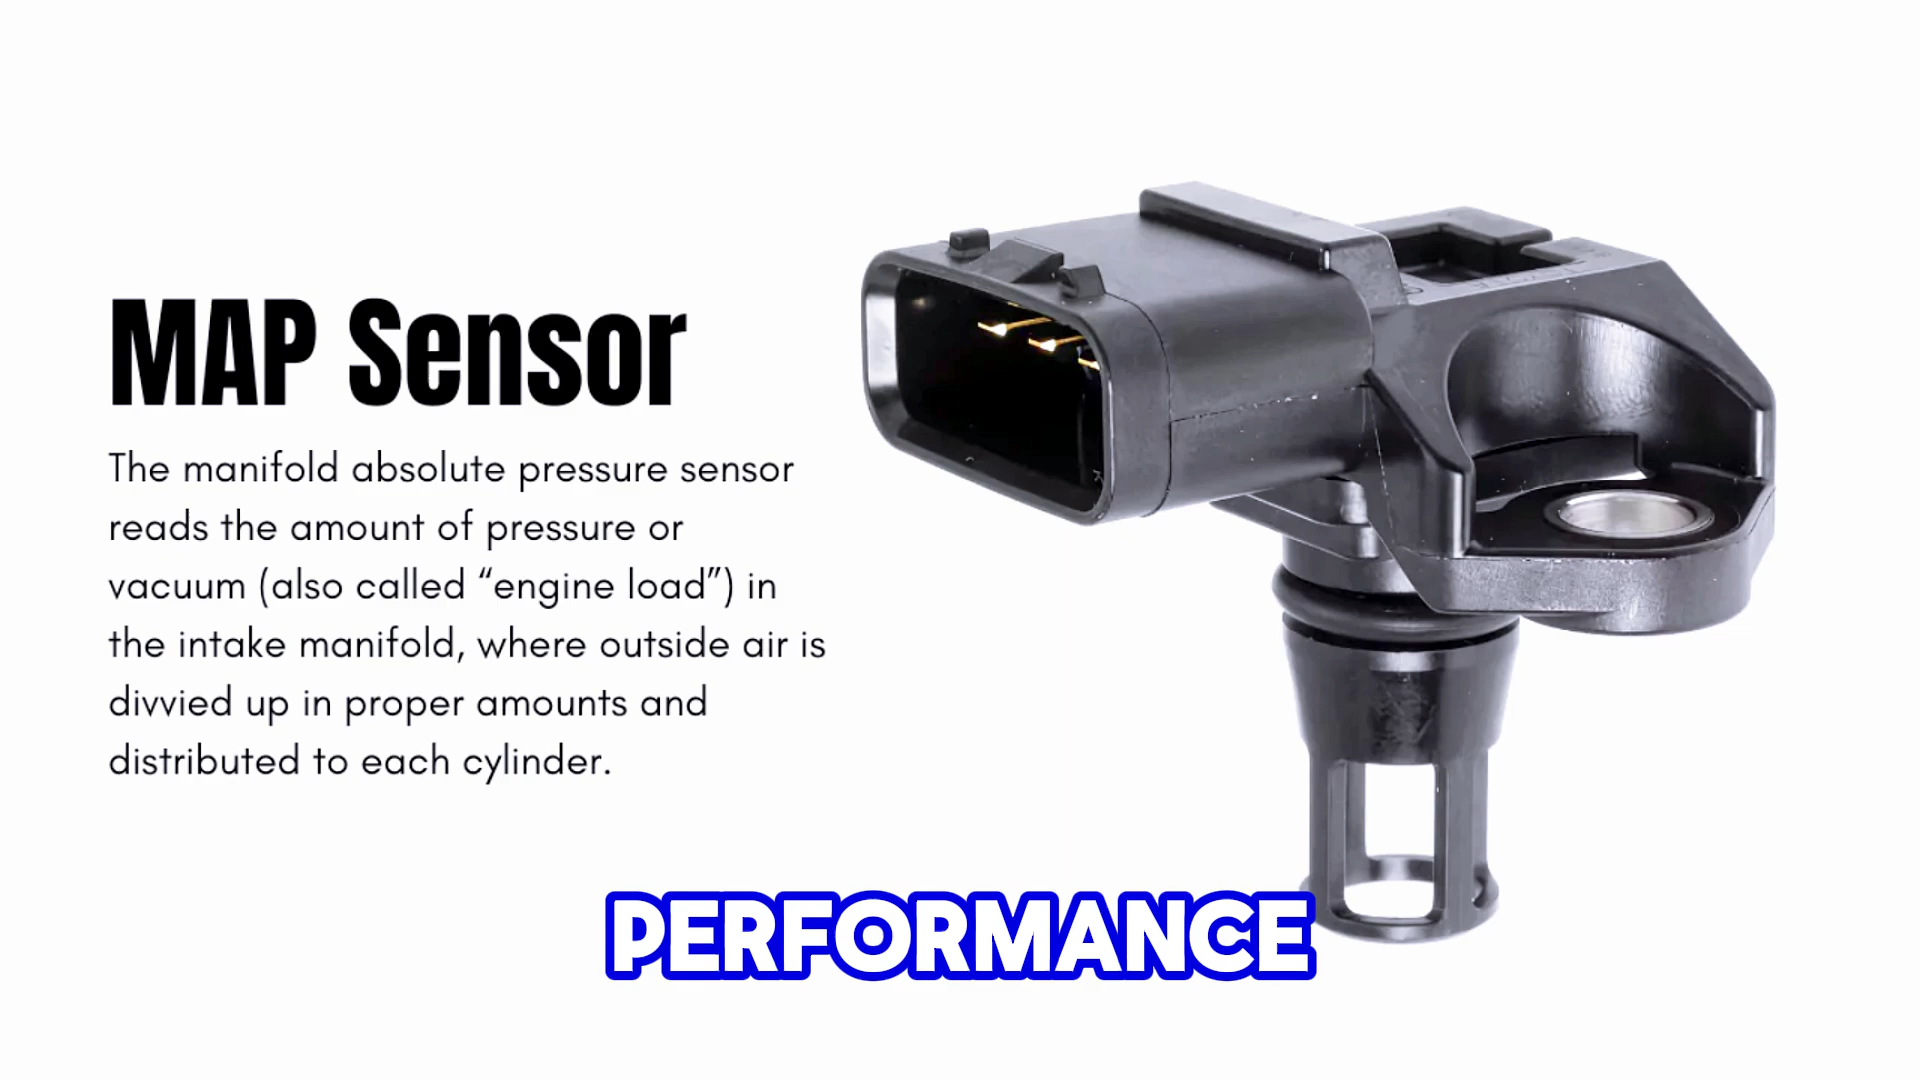 MAP Sensor
The manifold absolute pressure sensor
reads the amount of pressure or
vacuum (also called “engine load”) in
the intake manifold, where outside air is
divvied up in proper amounts and
distributed to each cylinder.
PERFORMANCE